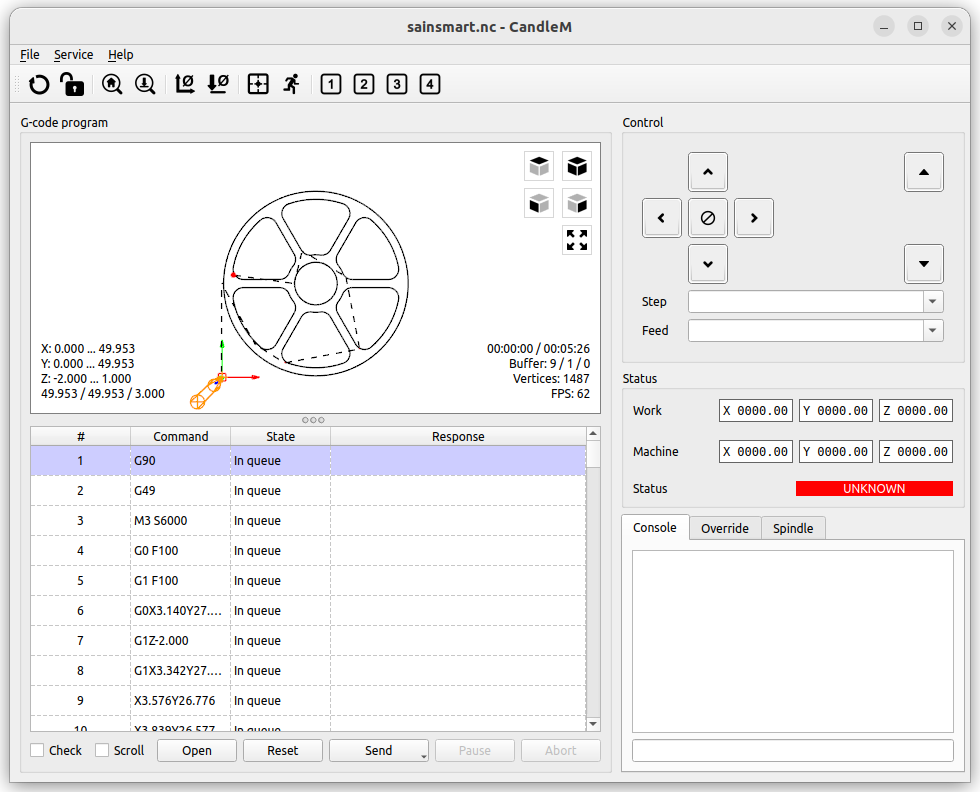 sainsmart.nc - CandleM
File Service Help
1 2 3 4
G-code program
X: 0.000 ... 49.953
Y: 0.000 ... 49.953
Z: -2.000 ... 1.000
49.953 / 49.953 / 3.000
00:00:00 / 00:05:26
Buffer: 9 / 1 / 0
Vertices: 1487
FPS: 62
# Command State Response
1 G90 In queue
2 G49 In queue
3 M3 S6000 In queue
4 G0 F100 In queue
5 G1 F100 In queue
6 G0X3.140Y27.... In queue
7 G1Z-2.000 In queue
8 G1X3.342Y27.... In queue
9 X3.576Y26.776 In queue
10 X3.839Y26.577 In queue
Check Scroll Open Reset Send Pause Abort
Control
Step
Feed
Status
Work X 0000.00 Y 0000.00 Z 0000.00
Machine X 0000.00 Y 0000.00 Z 0000.00
Status UNKNOWN
Console Override Spindle